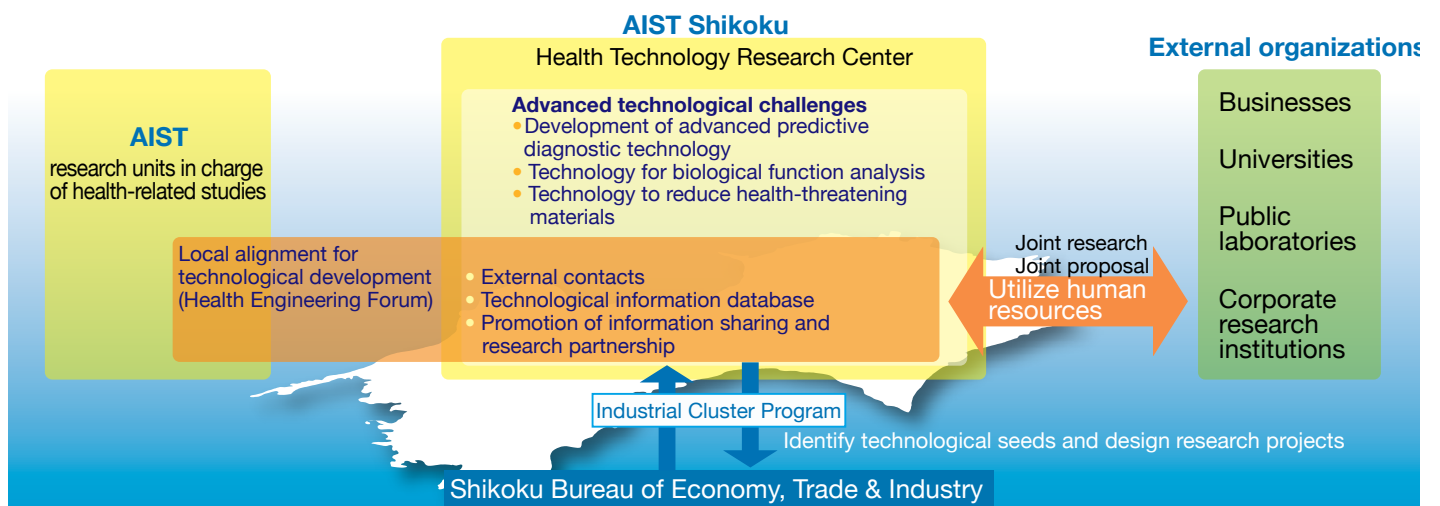 AIST Shikoku
Health Technology Research Center
External organizations
AIST
research units in charge
of health-related studies
Advanced technological challenges
• Development of advanced predictive
diagnostic technology
• Technology for biological function analysis
• Technology to reduce health-threatening
materials
Businesses
Universities
Public
laboratories
Corporate
research
institutions
Local alignment for
technological development
(Health Engineering Forum)
• External contacts
• Technological information database
• Promotion of information sharing and
research partnership
Joint research
Joint proposal
Utilize human
resources
Industrial Cluster Program
Identify technological seeds and design research projects
Shikoku Bureau of Economy, Trade & Industry